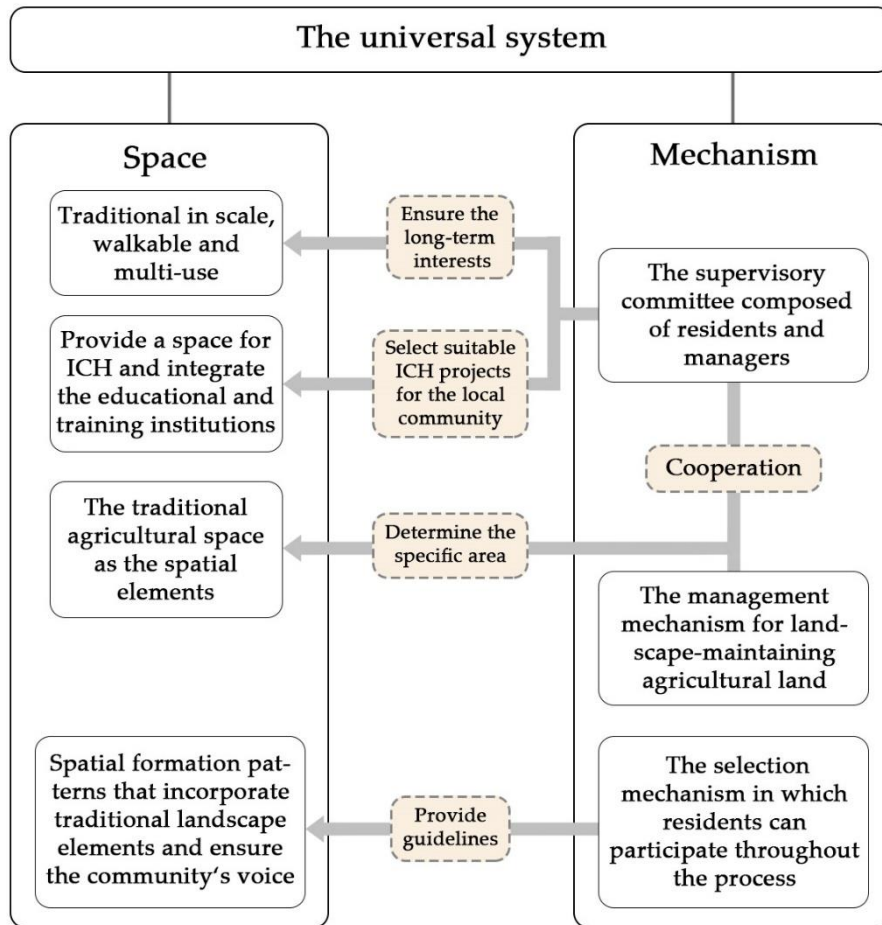 The universal system
Space
Traditional in scale,
walkable and
multi-use
Provide a space for
ICH and integrate
the educational and
training institutions
The traditional
agricultural space
as the spatial
elements
Spatial formation pat-
terns that incorporate
traditional landscape
elements and ensure
the community‘s voice
Ensure the
long-term
interests
Select suitable
ICH projects
for the local
community
Determine the
specific area
Provide
guidelines
Mechanism
The supervisory
committee composed
of residents and
managers
Cooperation
The management
mechanism for land-
scape-maintaining
agricultural land
The selection
mechanism in which
residents can
participate throughout
the process